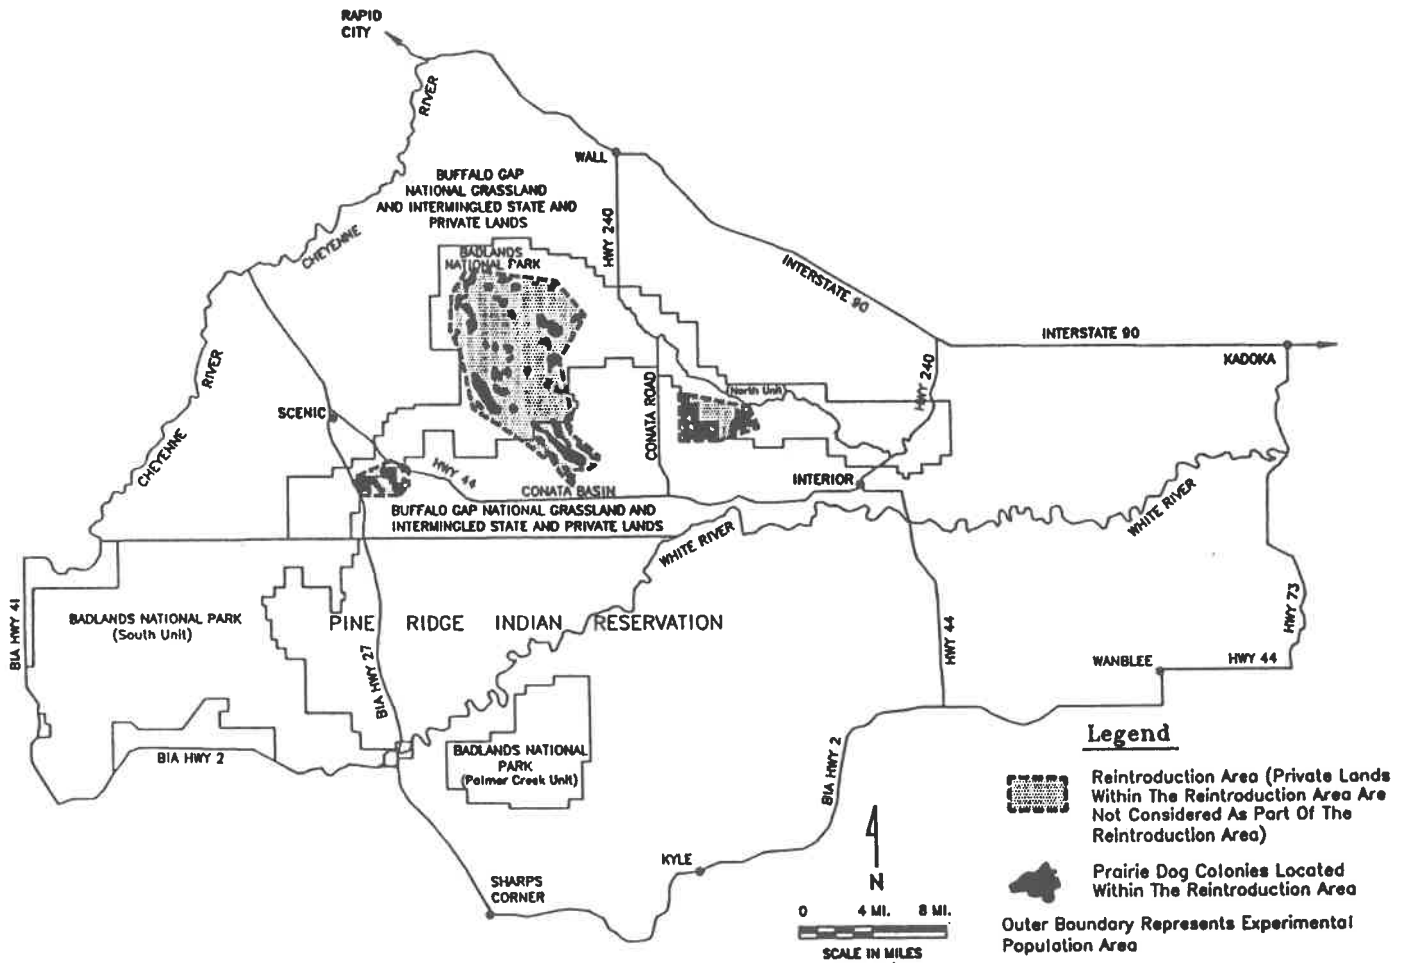 RAPID
CITY
RIVER
WALL
BUFFALO GAP
NATIONAL GRASSLAND
AND INTERMINGLED STATE AND
PRIVATE LANDS
HWY 240
CHEYENNE
BADLANDS
NATIONAL PARK
INTERSTATE 90
INTERSTATE 90
KADOKA
RIVER
HWY 240
(North Unit)
CONATA ROAD
SCENIC
CHEYENNE
HWY 44
INTERIOR
CONATA BASIN
WHITE RIVER
BUFFALO GAP NATIONAL GRASSLAND AND
INTERMINGLED STATE AND PRIVATE LANDS
WHITE RIVER
BIA HWY 41
BADLANDS NATIONAL PARK
(South Unit)
PINE RIDGE INDIAN RESERVATION
HWY 73
HWY 44
BIA HWY 27
WANBLEE
HWY 44
BIA HWY 2
BADLANDS NATIONAL
PARK
(Palmer Creek Unit)
BIA HWY 2
Legend
Reintroduction Area (Private Lands
Within The Reintroduction Area Are
Not Considered As Part Of The
Reintroduction Area)
KYLE
N
SHARPS
CORNER
Prairie Dog Colonies Located
Within The Reintroduction Area
0 4 MI. 8 MI.
SCALE IN MILES
Outer Boundary Represents Experimental
Population Area